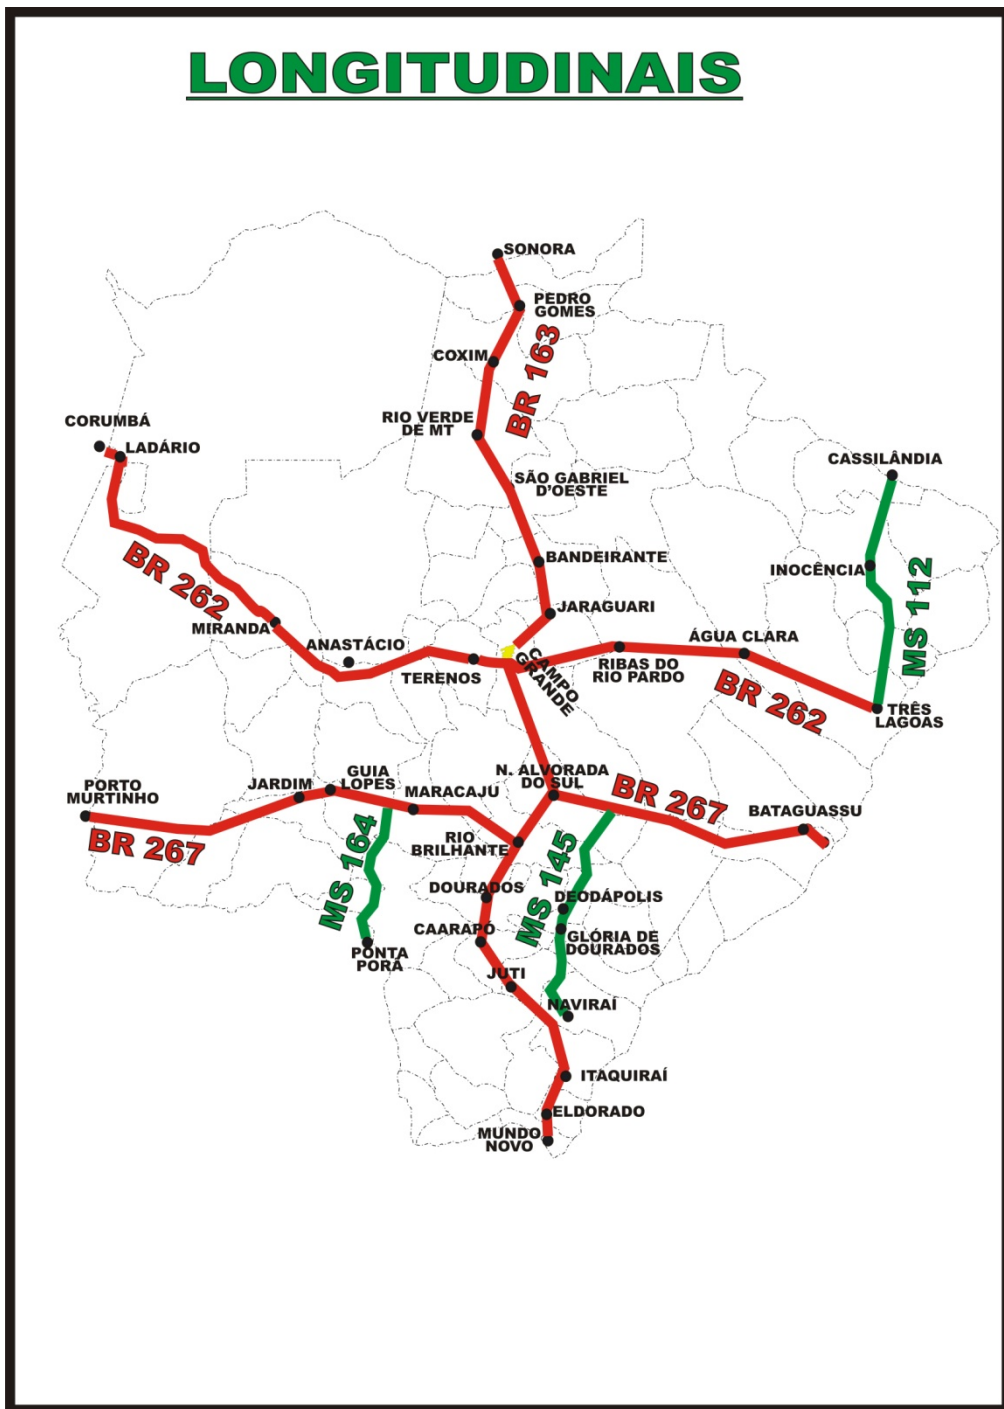 LONGITUDINAIS
SONORA
PEDRO
GOMES
COXIM
BR 163
RIO VERDE
DE MT
CORUMBÁ
LADÁRIO
CASSILÂNDIA
SÃO GABRIEL
D'OESTE
BR 262
BANDEIRANTE
INOCÊNCIA
MS 112
JARAGUARI
MIRANDA
ANASTÁCIO
ÁGUA CLARA
CAMPO
GRANDE
TERENOS
RIBAS DO
RIO PARDO
BR 262
TRÊS
LAGOAS
PORTO
MURTINHO
JARDIM
GUIA
LOPES
MARACAJU
N. ALVORADA
DO SUL
BR 267
BATAGUASSU
BR 267
MS 164
RIO
BRILHANTE
MS 145
DOURADOS
DEODÁPOLIS
CAARAPÓ
GLÓRIA DE
DOURADOS
PONTA
PORÃ
JUTI
NAVIRAÍ
ITAQUIRAÍ
ELDORADO
MUNDO
NOVO